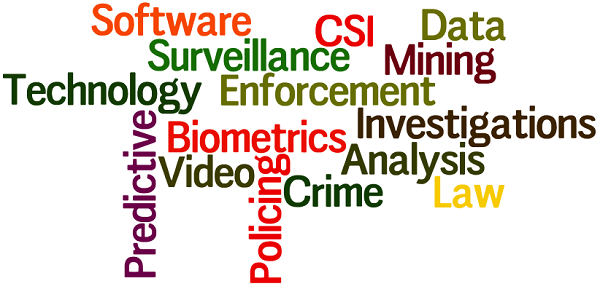 Software
CSI
Data
Surveillance
Mining
Technology
Enforcement
Predictive
Biometrics
Investigations
Video
Policing
Analysis
Crime
Law